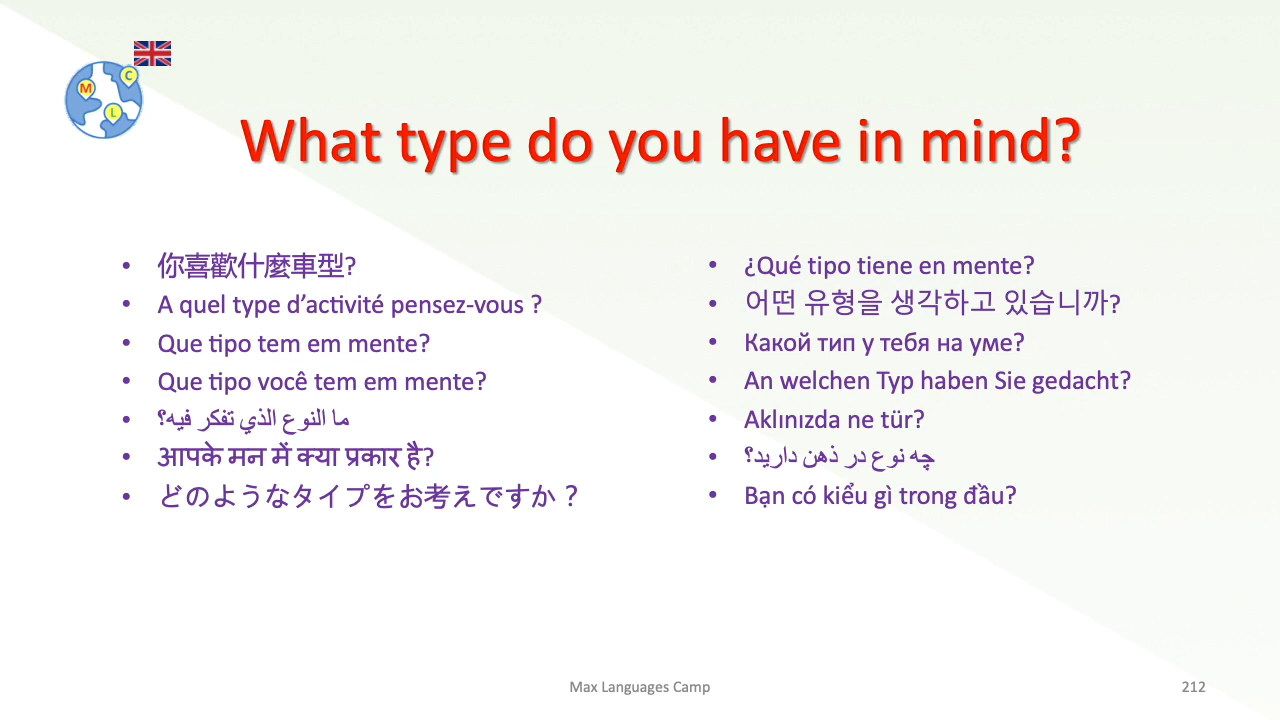 M
C
L
What type do you have in mind?
你喜歡什麼車型?
A quel type d’activité pensez-vous ?
Que tipo tem em mente?
Que tipo você tem em mente?
ما النوع الذي تفكر فيه؟
आपके मन में क्या प्रकार है?
どのようなタイプをお考えですか？
¿Qué tipo tiene en mente?
어떤 유형을 생각하고 있습니까?
Какой тип у тебя на уме?
An welchen Typ haben Sie gedacht?
Aklınızda ne tür?
چه نوع در ذهن دارید؟
Bạn có kiểu gì trong đầu?
Max Languages Camp
212